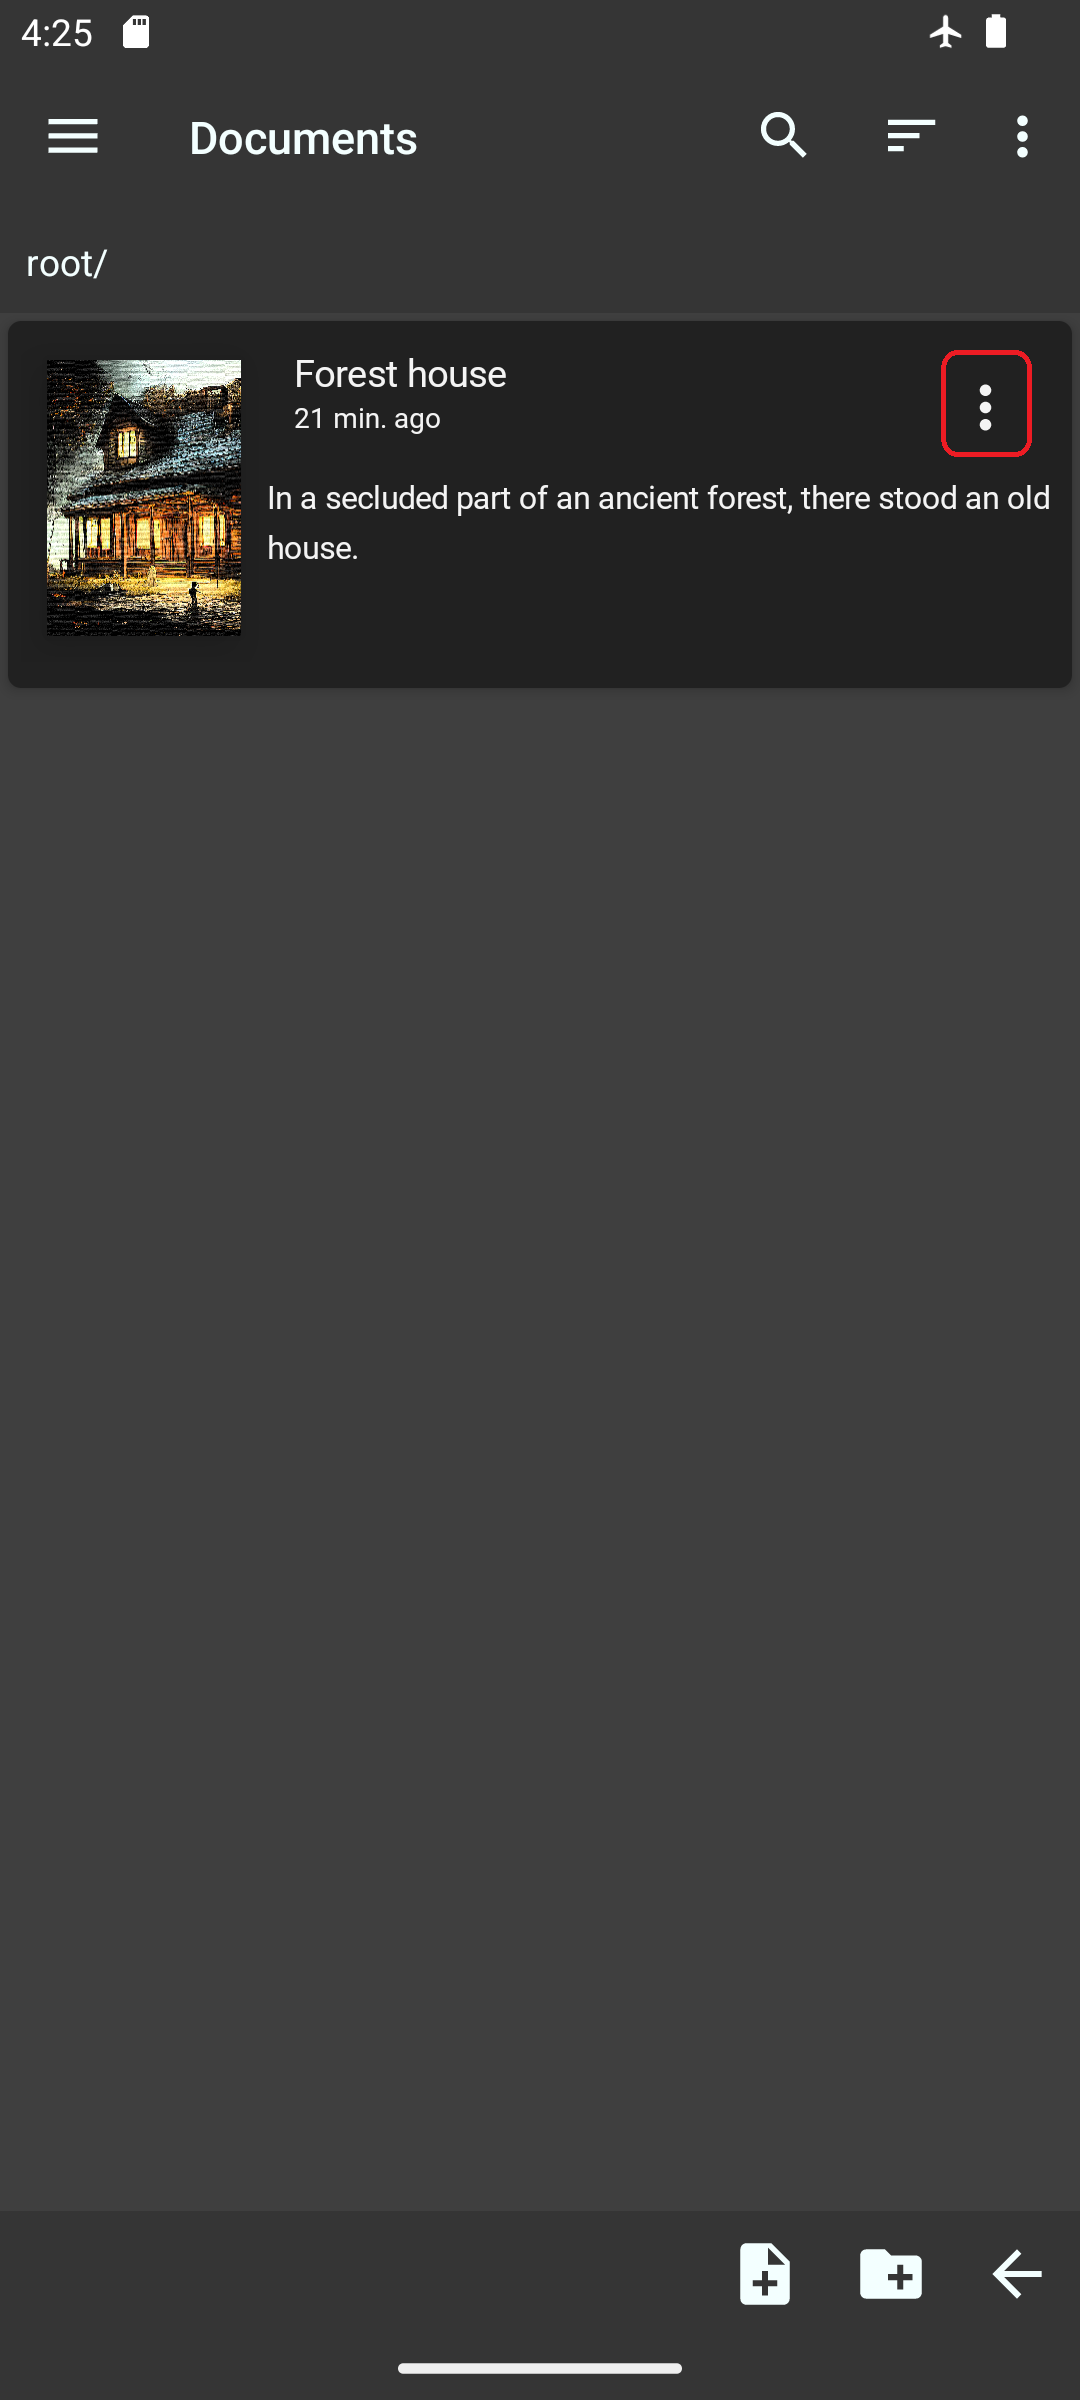 4:25
Documents
root/
Forest house
21 min. ago
In a secluded part of an ancient forest, there stood an old
house.